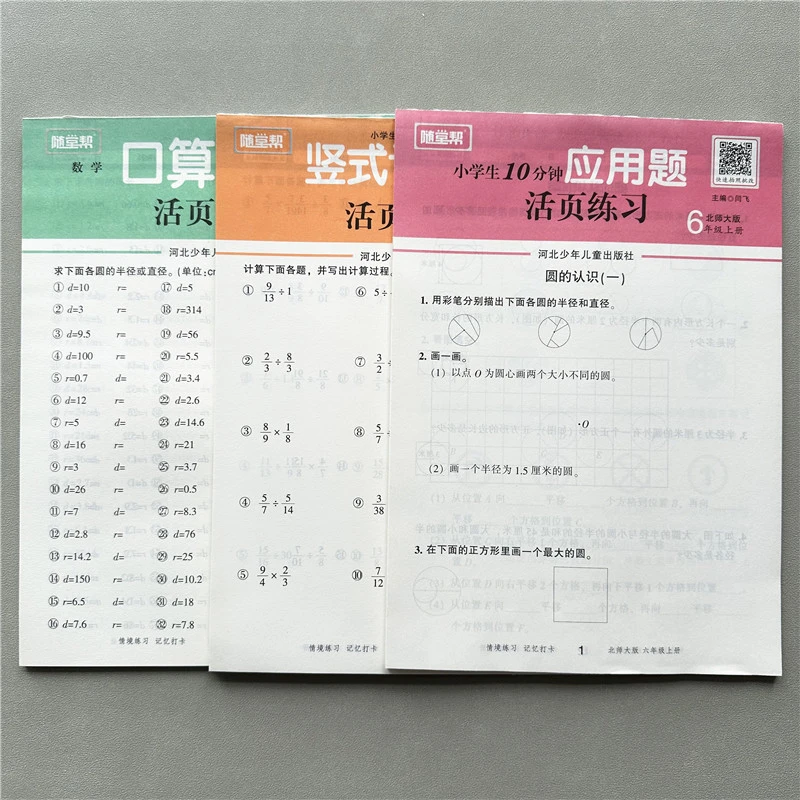 随堂帮
数学
口算
活页
河北少年儿
求下面各圆的半径或直径。(单位:cm
① d=10 r= ⑰ d=5
② d=3 r= ⑱ r=314
③ d=9.5 r= ⑲ d=56
④ d=100 r= ⑳ r=5.5
⑤ r=0.7 d= ㉑ d=3.4
⑥ d=12 r= ㉒ d=2.6
⑦ r=5 d= ㉓ d=14.6
⑧ d=16 r= ㉔ r=21
⑨ r=3 d= ㉕ r=3.7
⑩ d=26 r= ㉖ r=0.5
⑪ r=7 d= ㉗ r=8.3
⑫ d=2.8 r= ㉘ d=76
⑬ r=14.2 d= ㉙ r=25
⑭ d=150 r= ㉚ d=10.2
⑮ r=6.5 d= ㉛ d=18
⑯ d=7.6 r= ㉜ r=7.8
情境练习 记忆打卡
随堂帮
小学生
竖式
活页
河北少年
计算下面各题,并写出计算过程。
① 9/13÷1 ⑥ 5÷
② 2/3÷8/3 ⑦ 3/2
③ 8/9×1/8 ⑧ 5/7÷
④ 5/7÷5/14 ⑨ 3/38
⑤ 9/4×2/3 ⑩ 7/12
情境练习 记忆打卡
随堂帮
小学生10分钟 应用题
活页练习
快速拍照批改
主编◎闫飞
6 北师大版
年级上册
河北少年儿童出版社
圆的认识(一)
1. 用彩笔分别描出下面各圆的半径和直径。
2. 画一画。
(1) 以点 O 为圆心画两个大小不同的圆。
·O
(2) 画一个半径为 1.5 厘米的圆。
3. 在下面的正方形里画一个最大的圆。
情境练习 记忆打卡 1 北师大版 六年级上册